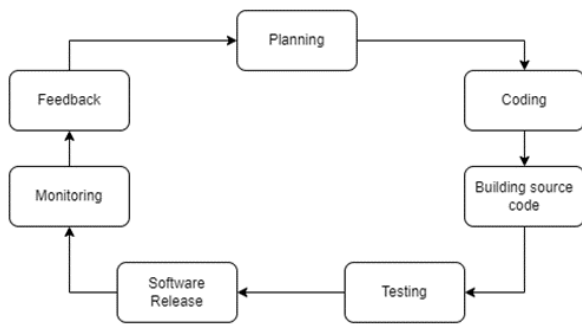 Planning
Feedback
Coding
Monitoring
Building source
code
Software
Release
Testing